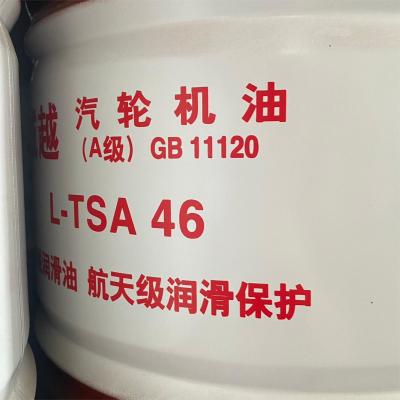 越 汽轮机油
（A级）GB 11120
L-TSA 46
润滑油 航天级润滑保护